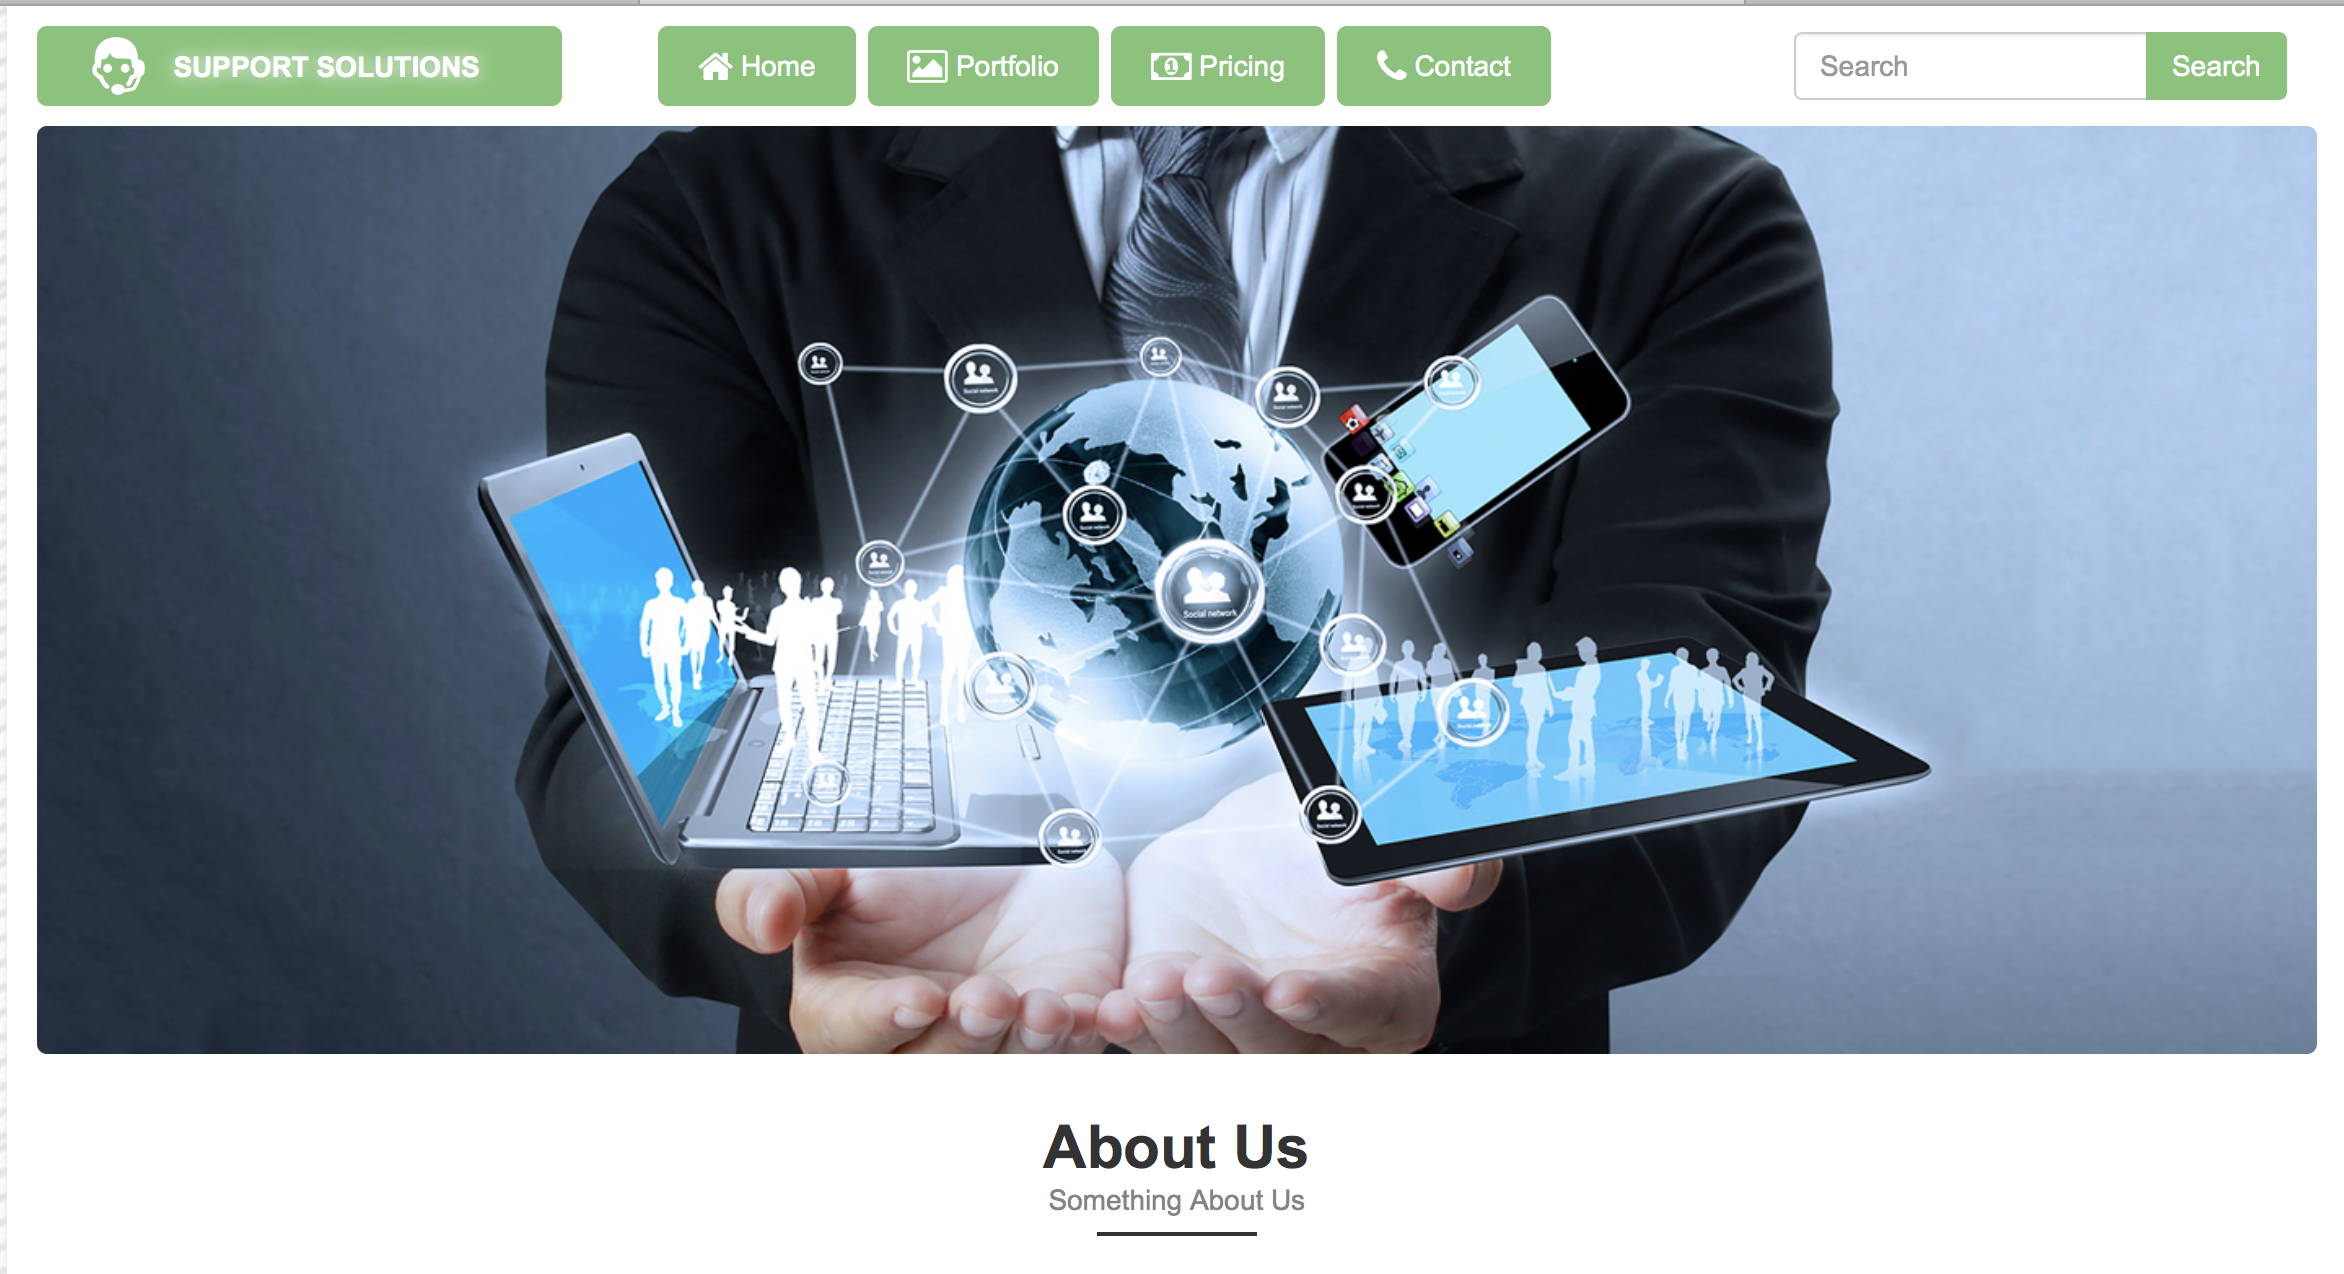 SUPPORT SOLUTIONS
Home
Portfolio
Pricing
Contact
Search
Search
Social network
About Us
Something About Us